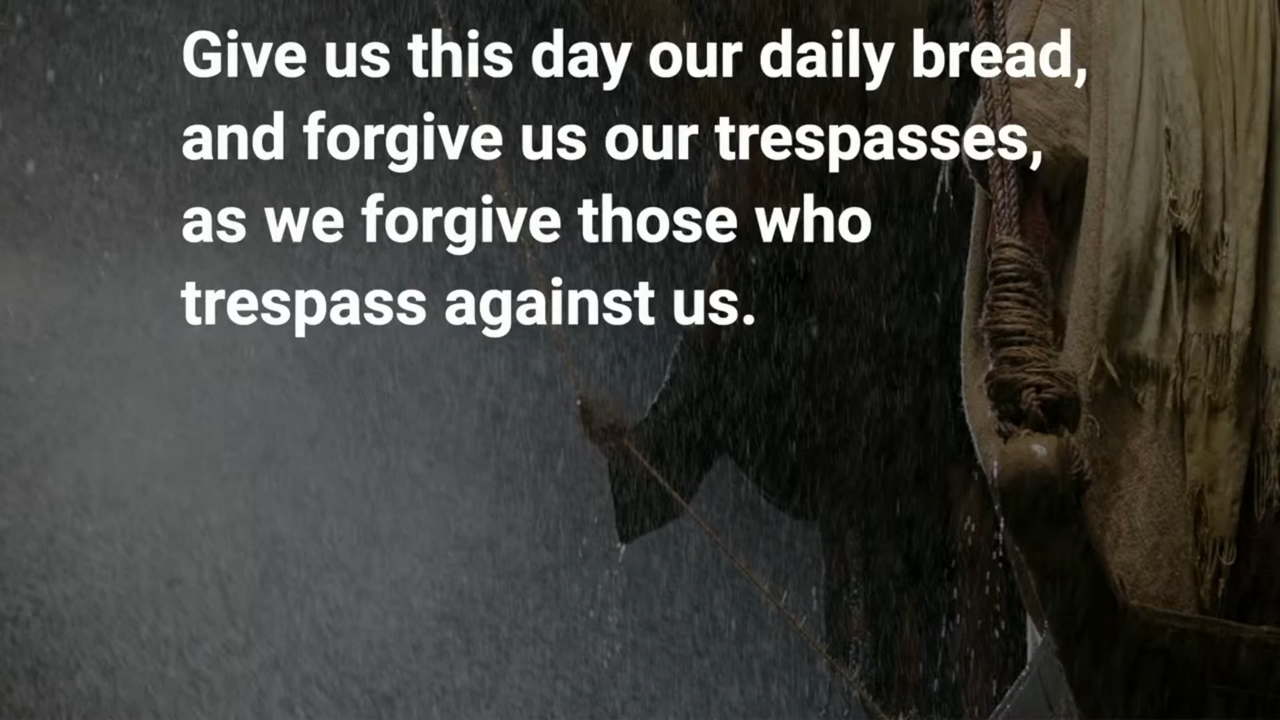 Give us this day our daily bread,
and forgive us our trespasses,
as we forgive those who
trespass against us.